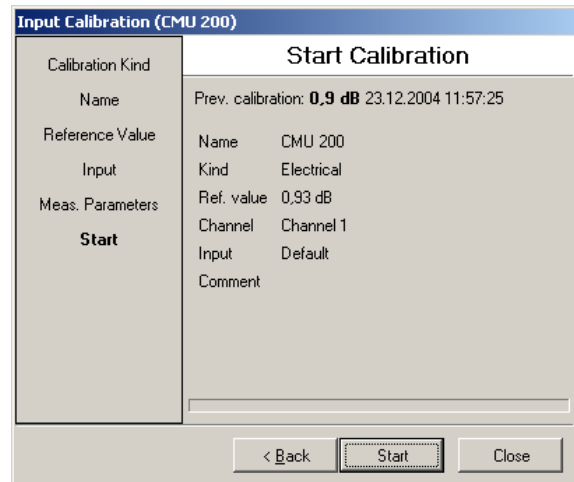 Input Calibration (CMU 200)
Calibration Kind
Name
Reference Value
Input
Meas. Parameters
Start
Start Calibration
Prev. calibration: 0,9 dB 23.12.2004 11:57:25
Name CMU 200
Kind Electrical
Ref. value 0,93 dB
Channel Channel 1
Input Default
Comment
< Back Start Close